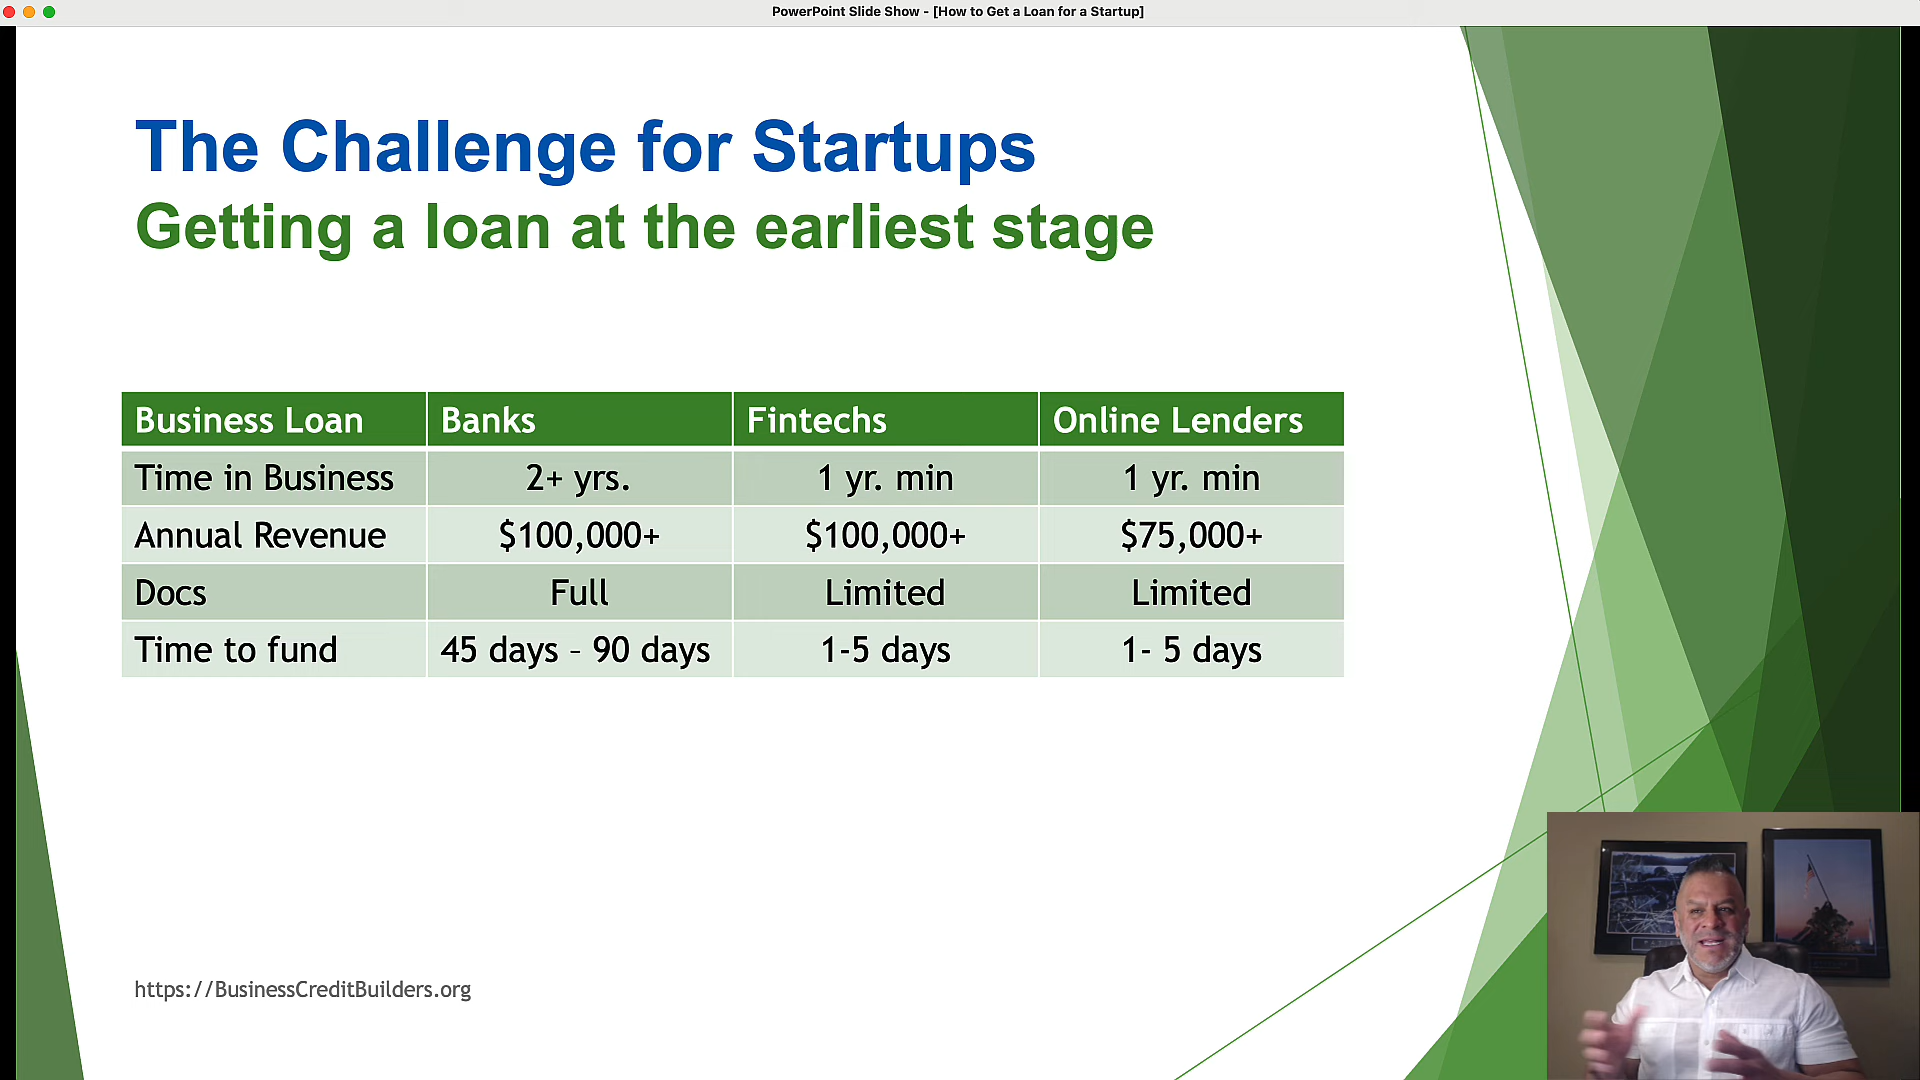 PowerPoint Slide Show - [How to Get a Loan for a Startup]
The Challenge for Startups
Getting a loan at the earliest stage
Business Loan Banks Fintechs Online Lenders
Time in Business 2+ yrs. 1 yr. min 1 yr. min
Annual Revenue $100,000+ $100,000+ $75,000+
Docs Full Limited Limited
Time to fund 45 days – 90 days 1-5 days 1- 5 days
https://BusinessCreditBuilders.org